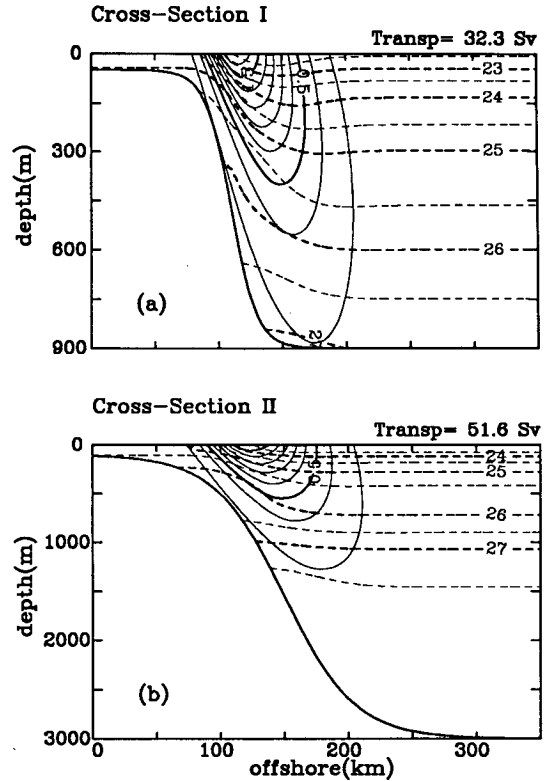 Cross-Section I
Transp= 32.3 Sv
0
300
600
900
depth(m)
0.5
23
24
25
26
2
(a)
Cross-Section II
Transp= 51.6 Sv
0
1000
2000
3000
depth(m)
24
25
26
27
(b)
0
100
200
300
offshore(km)